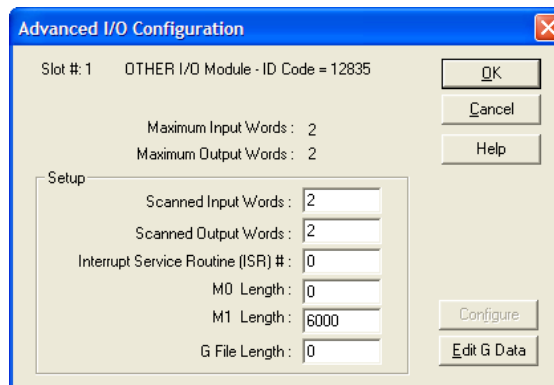 Advanced I/O Configuration
Slot #: 1 OTHER I/O Module - ID Code = 12835
OK
Cancel
Help
Maximum Input Words : 2
Maximum Output Words : 2
Setup
Scanned Input Words : 2
Scanned Output Words : 2
Interrupt Service Routine (ISR) # : 0
M0 Length : 0
M1 Length : 6000
G File Length : 0
Configure
Edit G Data